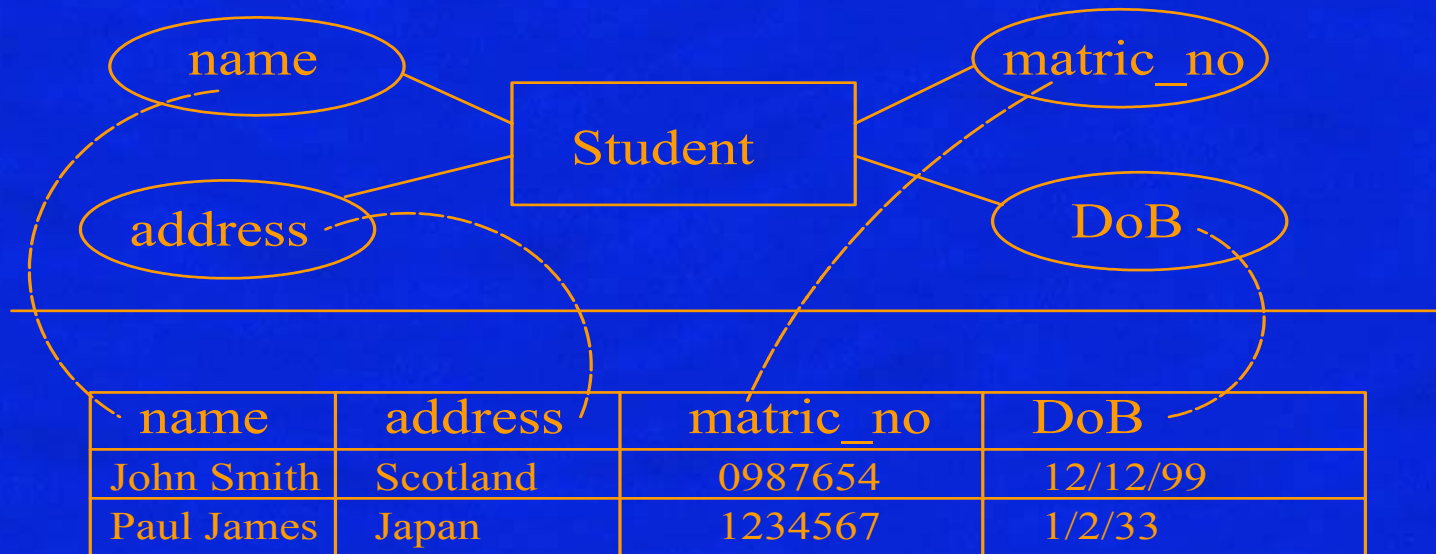 name
matric_no
Student
address
DoB
name address matric_no DoB
John Smith Scotland 0987654 12/12/99
Paul James Japan 1234567 1/2/33